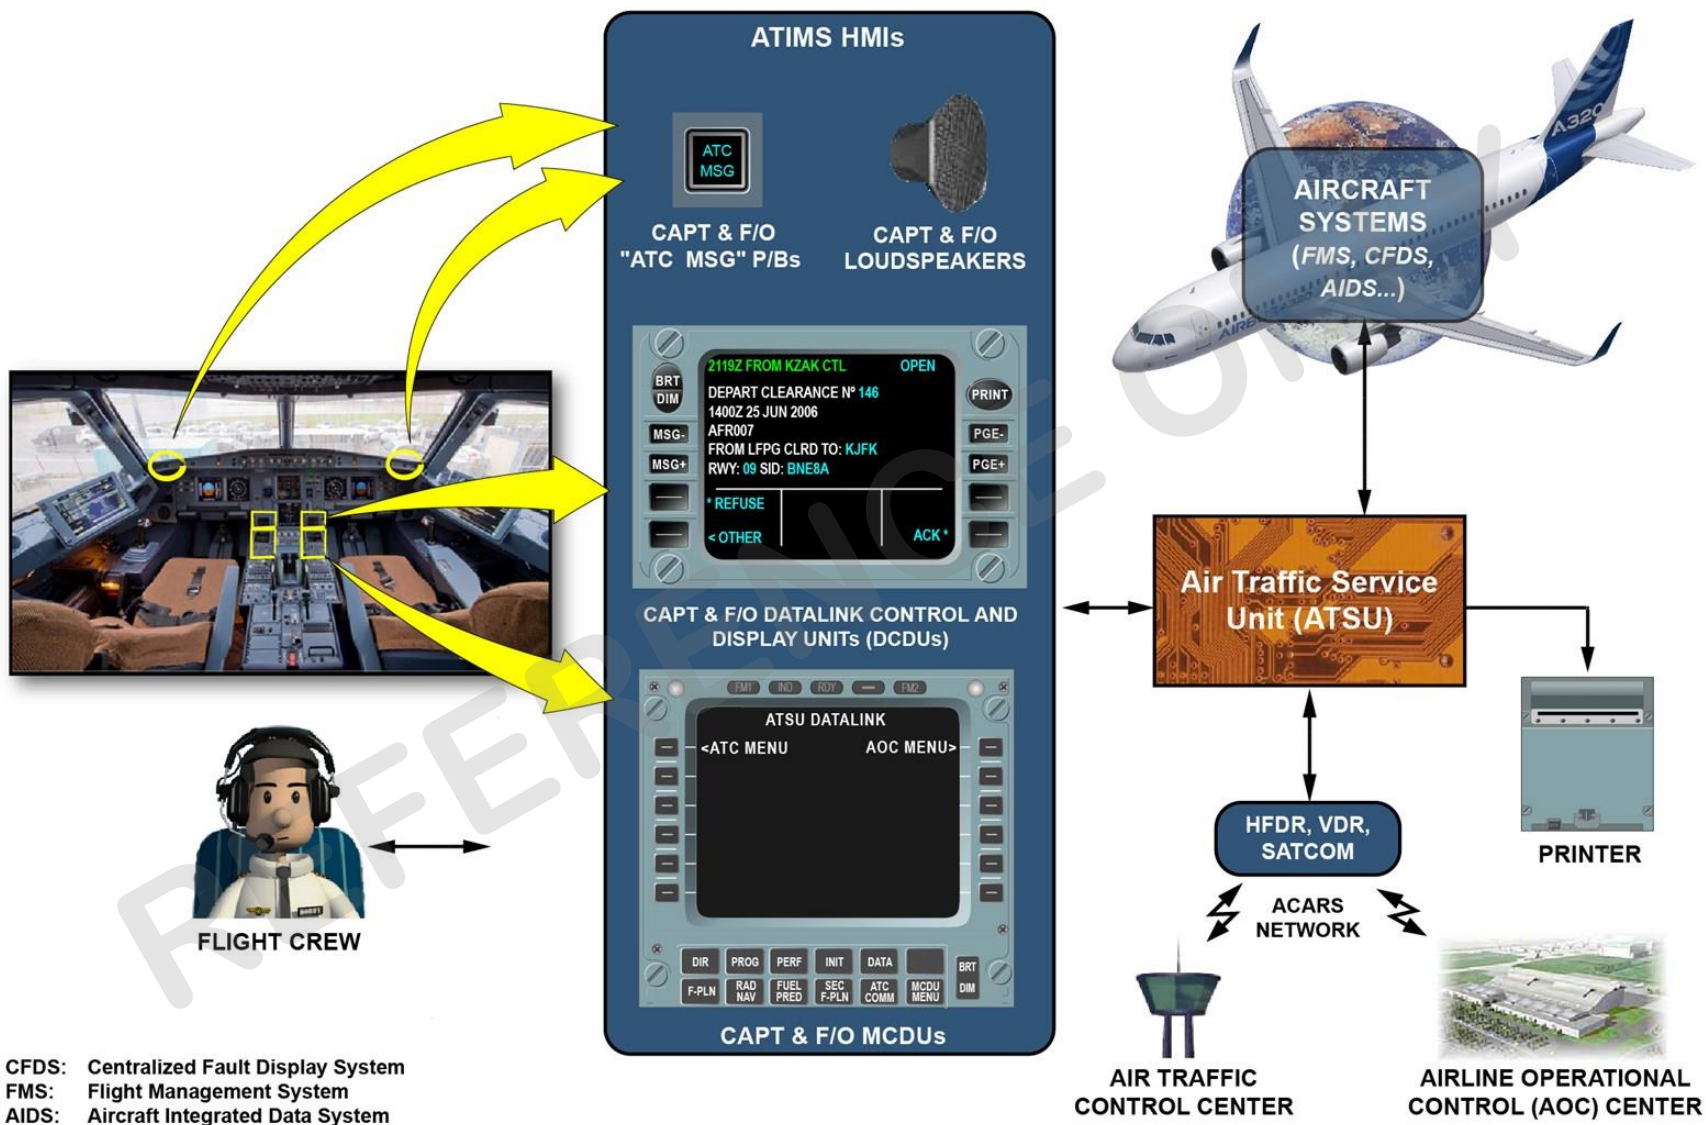 ATIMS HMIs
ATC
MSG
CAPT & F/O
"ATC MSG" P/Bs
CAPT & F/O
LOUDSPEAKERS
BRT
DIM
MSG-
MSG+
2119Z FROM KZAK CTL OPEN
DEPART CLEARANCE Nº 146
1400Z 25 JUN 2006
AFR007
FROM LFPG CLRD TO: KJFK
RWY: 09 SID: BNE8A
* REFUSE
< OTHER ACK *
PRINT
PGE-
PGE+
CAPT & F/O DATALINK CONTROL AND
DISPLAY UNITs (DCDUs)
FM1 IND RDY FM2
ATSU DATALINK
<ATC MENU AOC MENU>
DIR PROG PERF INIT DATA
F-PLN RAD NAV FUEL PRED SEC F-PLN ATC COMM MCDU MENU
BRT
DIM
CAPT & F/O MCDUs
FLIGHT CREW
A320
AIRCRAFT
SYSTEMS
(FMS, CFDS,
AIDS...)
Air Traffic Service
Unit (ATSU)
PRINTER
HFDR, VDR,
SATCOM
ACARS
NETWORK
AIR TRAFFIC
CONTROL CENTER
AIRLINE OPERATIONAL
CONTROL (AOC) CENTER
CFDS: Centralized Fault Display System
FMS: Flight Management System
AIDS: Aircraft Integrated Data System
REFERENCE ONLY